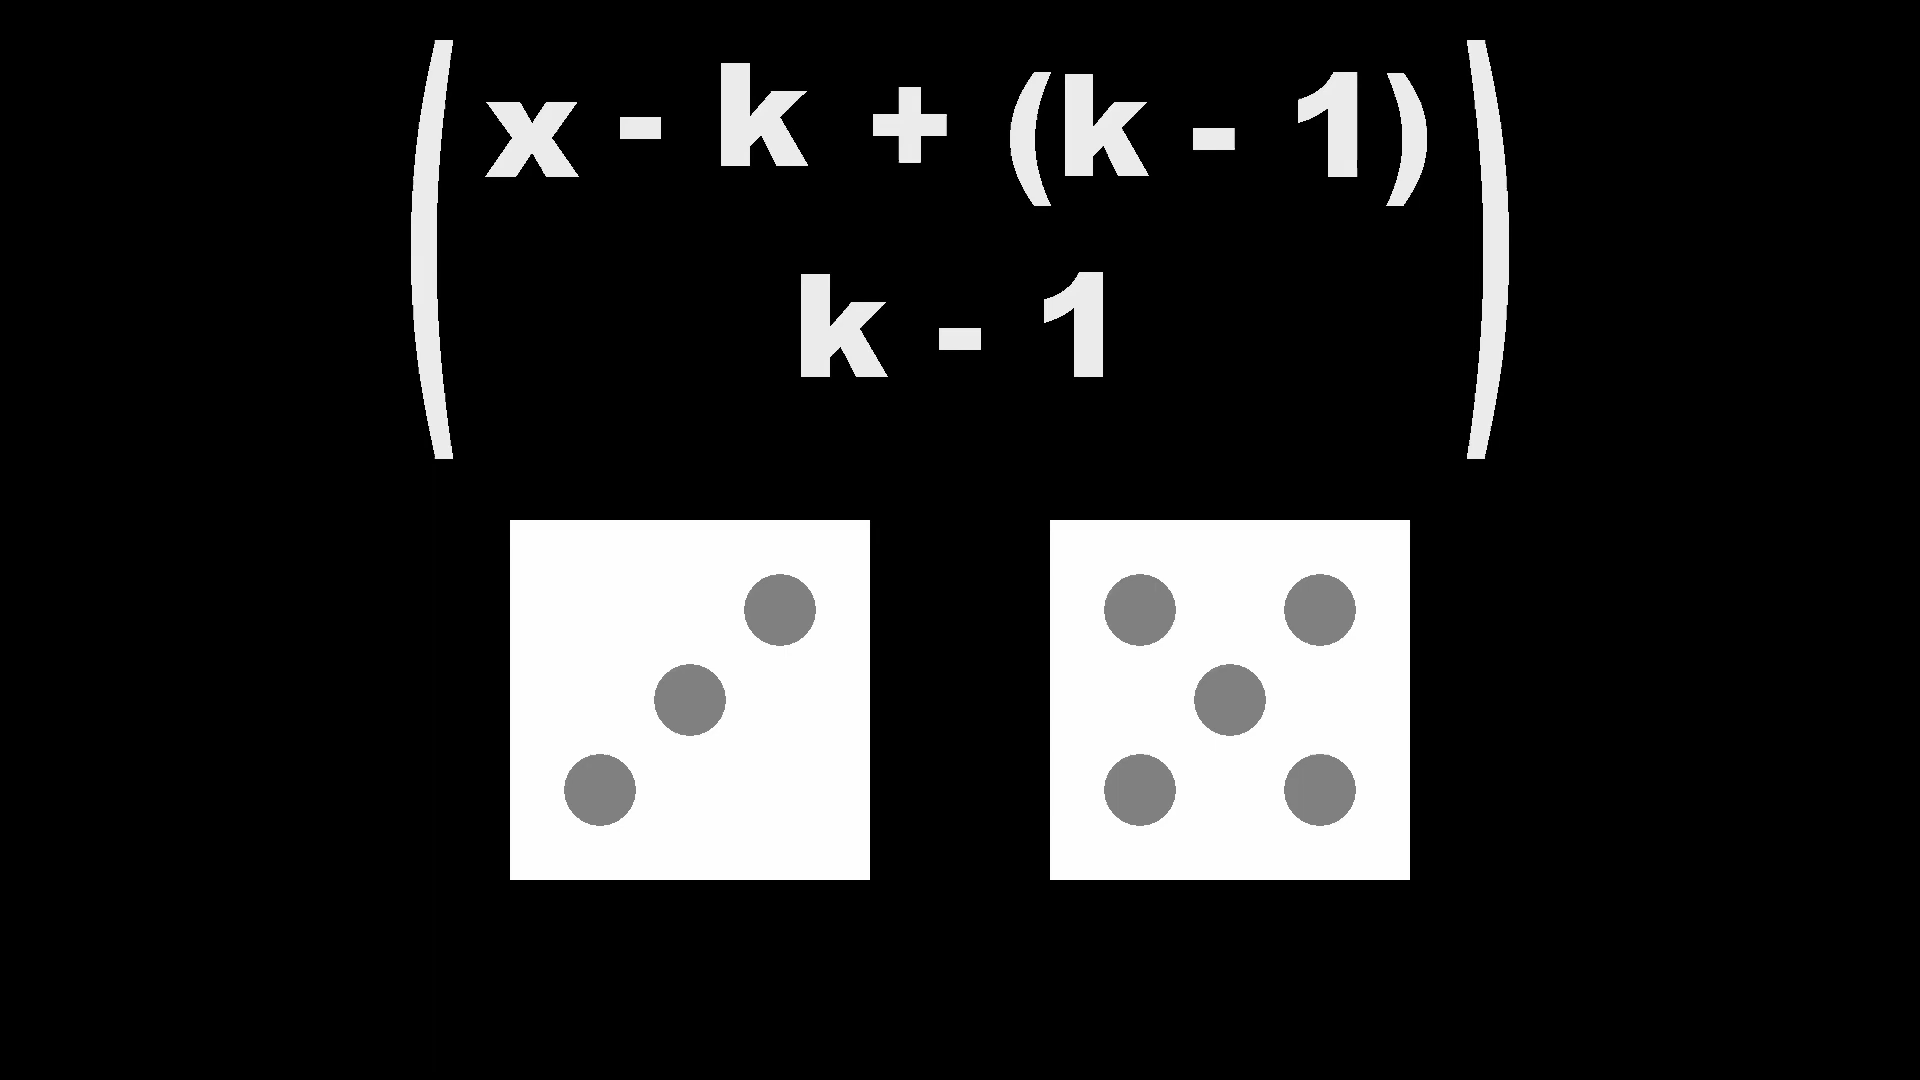 x - k + (k - 1)
k - 1